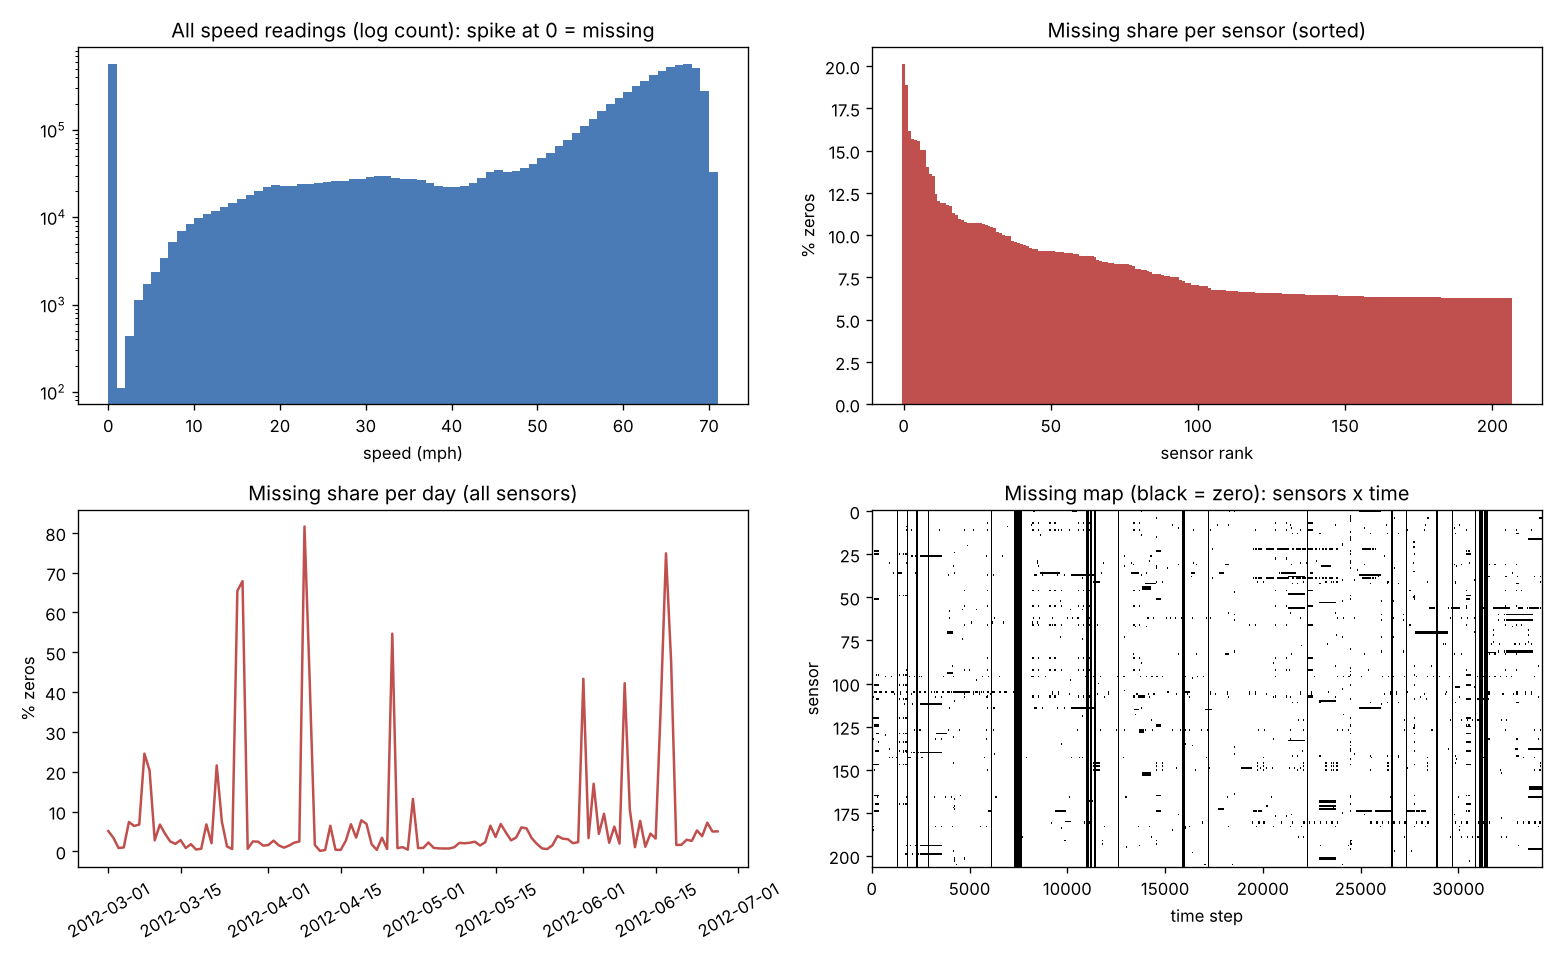 All speed readings (log count): spike at 0 = missing
10^5
10^4
10^3
10^2
0 10 20 30 40 50 60 70
speed (mph)
Missing share per sensor (sorted)
% zeros
20.0
17.5
15.0
12.5
10.0
7.5
5.0
2.5
0.0
0 50 100 150 200
sensor rank
Missing share per day (all sensors)
% zeros
80
70
60
50
40
30
20
10
0
2012-03-01 2012-03-15 2012-04-01 2012-04-15 2012-05-01 2012-05-15 2012-06-01 2012-06-15 2012-07-01
Missing map (black = zero): sensors x time
sensor
0
25
50
75
100
125
150
175
200
0 5000 10000 15000 20000 25000 30000
time step